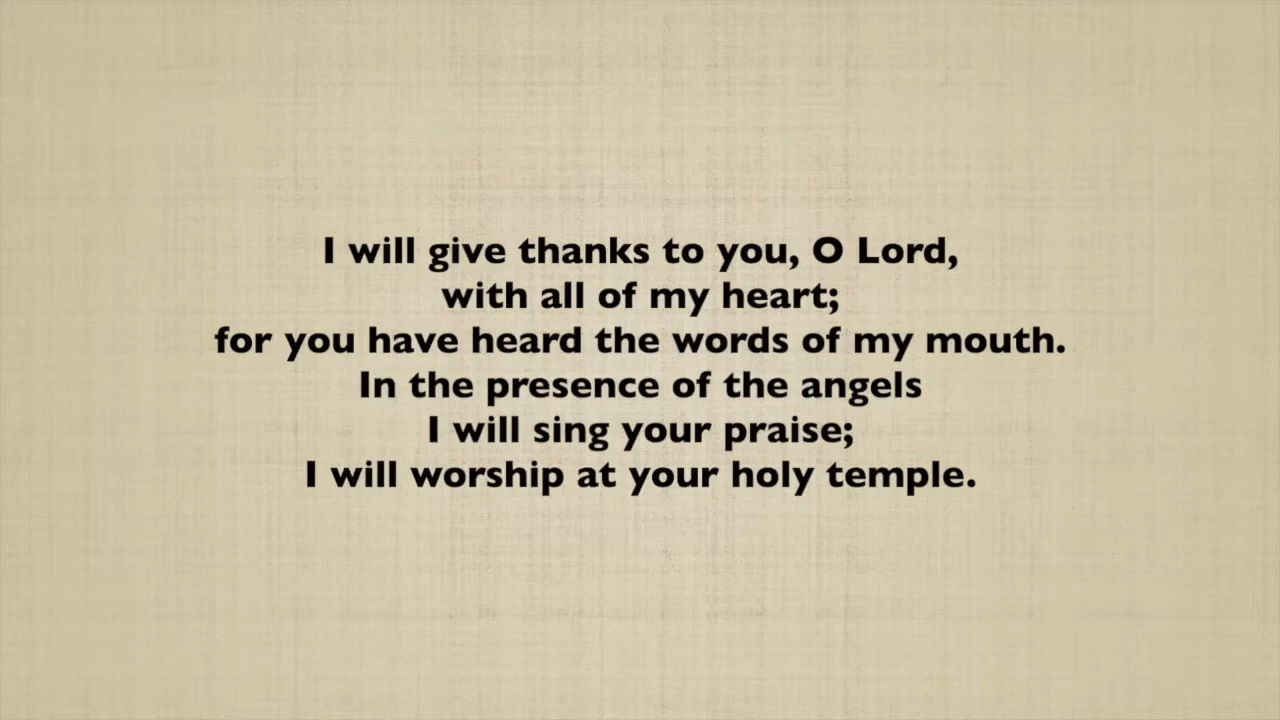 I will give thanks to you, O Lord,
with all of my heart;
for you have heard the words of my mouth.
In the presence of the angels
I will sing your praise;
I will worship at your holy temple.